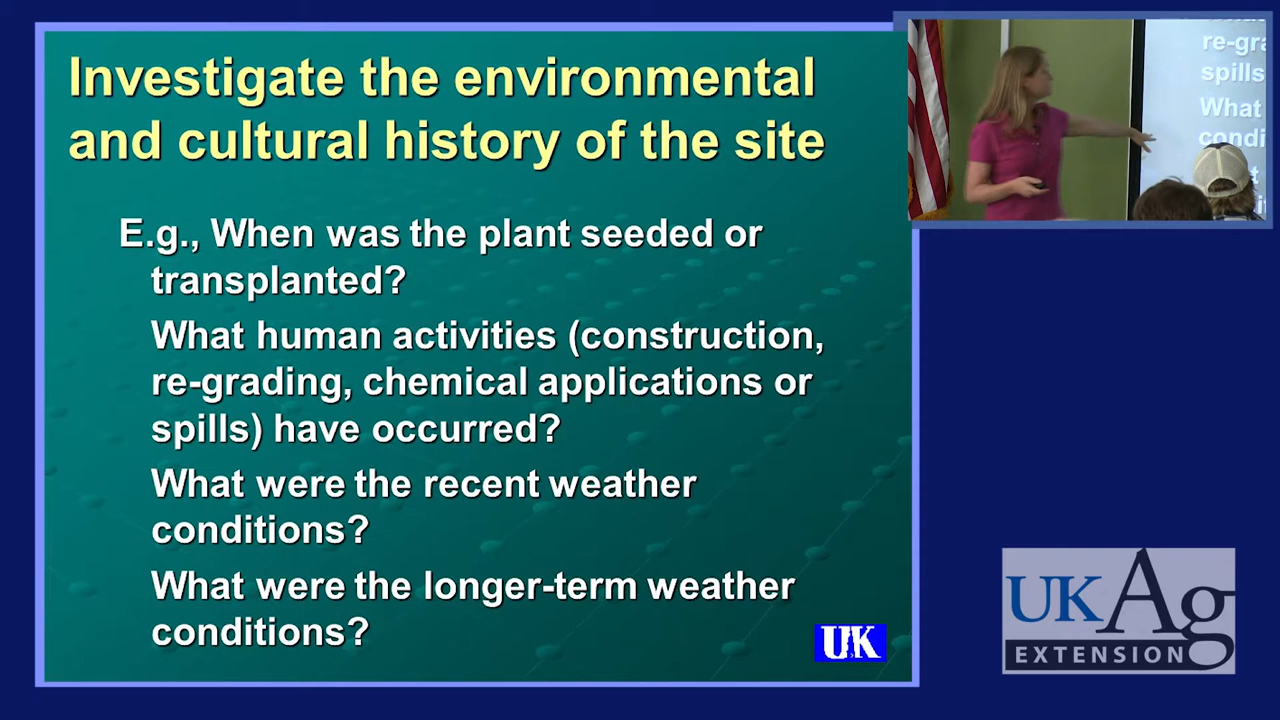 Investigate the environmental
and cultural history of the site
E.g., When was the plant seeded or
transplanted?
What human activities (construction,
re-grading, chemical applications or
spills) have occurred?
What were the recent weather
conditions?
What were the longer-term weather
conditions?
UK
re-gra
spills
What
condi
UKAg
EXTENSION